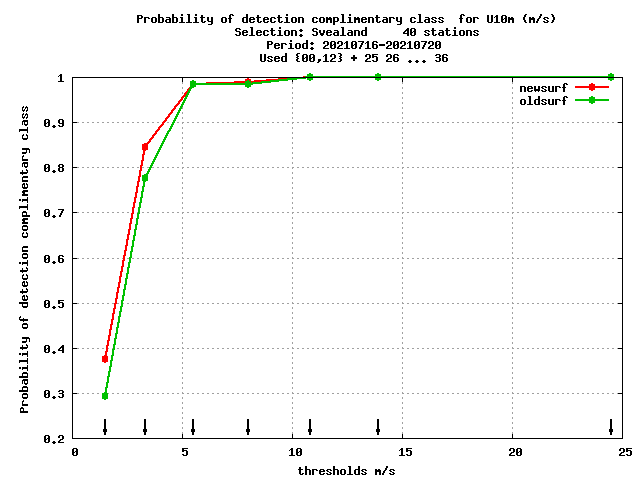 Probability of detection complimentary class  for U10m (m/s)
Selection: Svealand     40 stations
Period: 20210716-20210720
Used {00,12} + 25 26 ... 36
newsurf
oldsurf
Probability of detection complimentary class
1
0.9
0.8
0.7
0.6
0.5
0.4
0.3
0.2
0 5 10 15 20 25
thresholds m/s